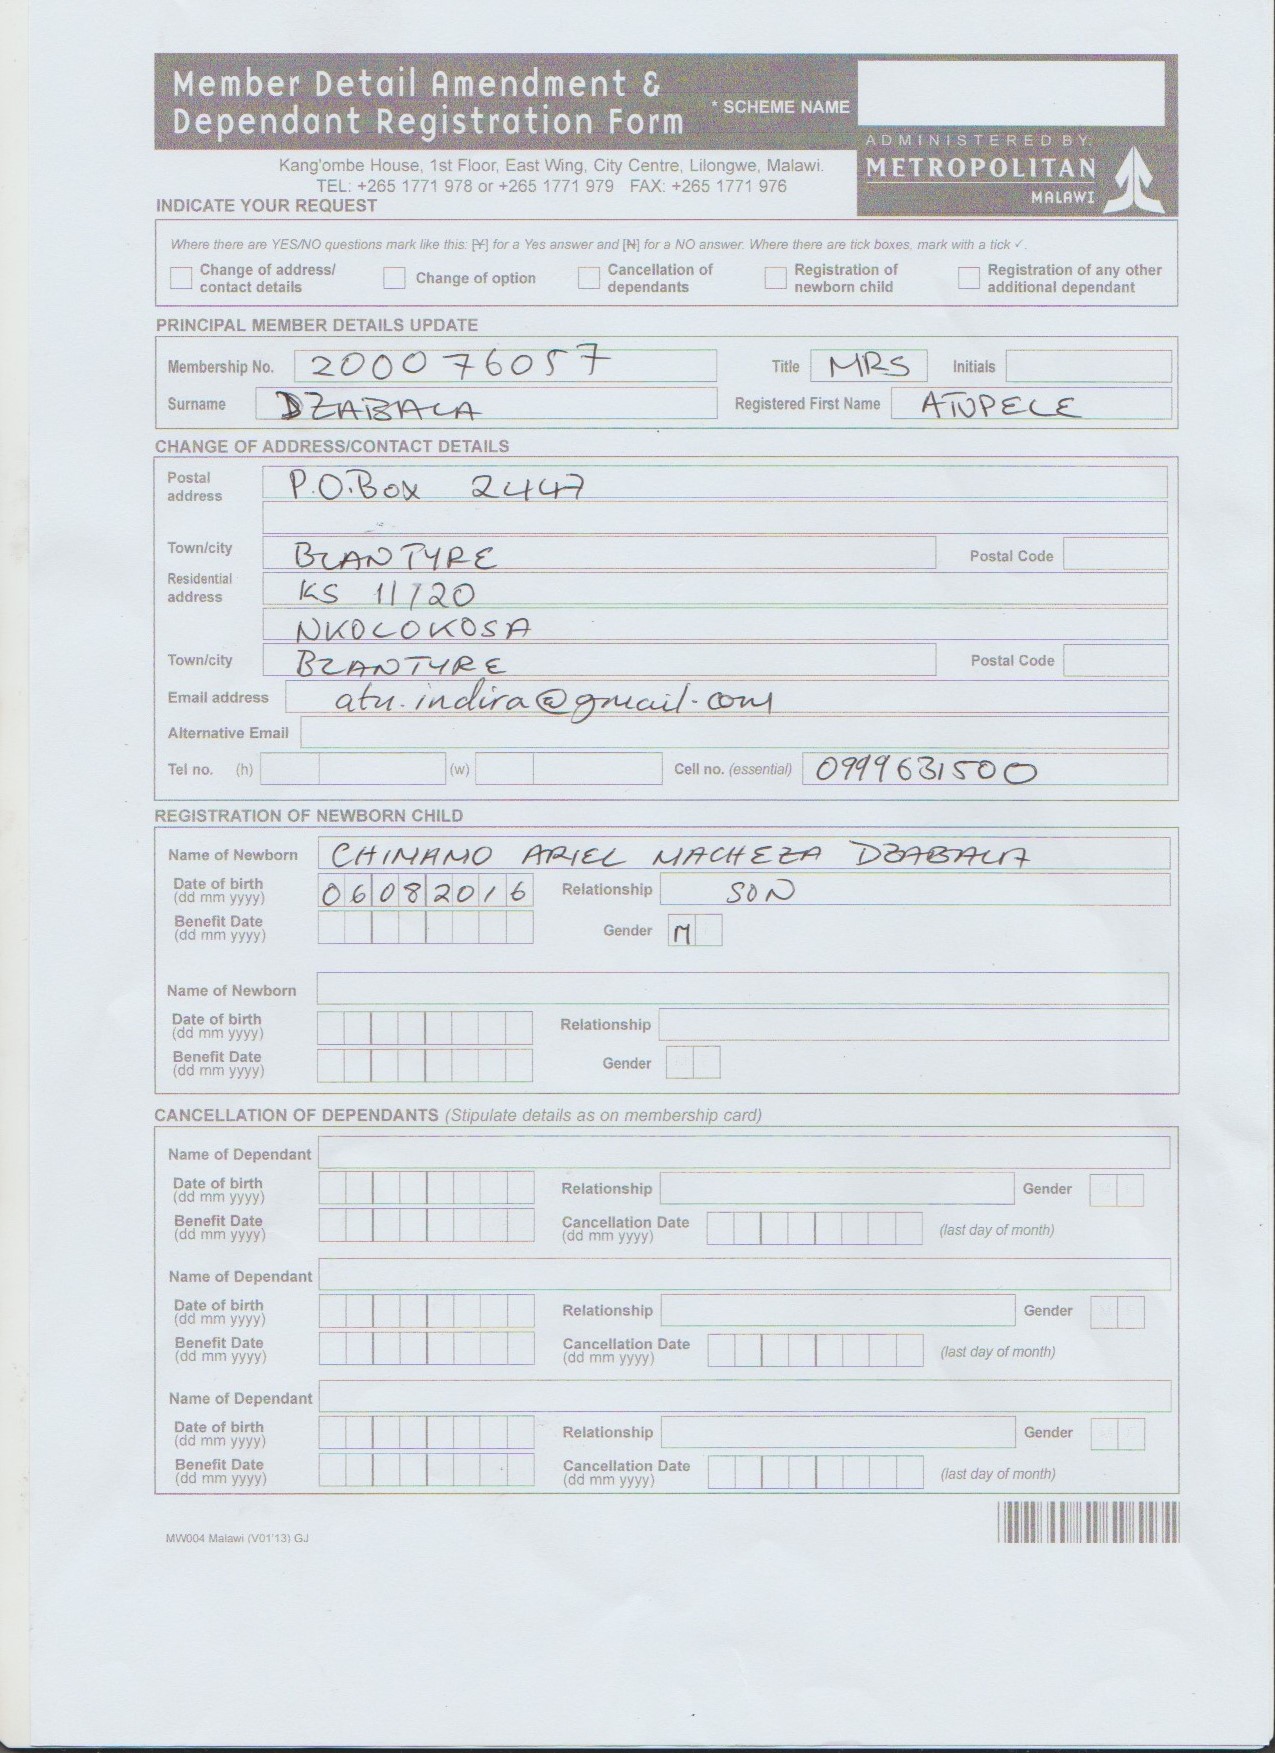 Member Detail Amendment &
Dependant Registration Form
* SCHEME NAME
ADMINISTERED BY:
METROPOLITAN
MALAWI
Kang'ombe House, 1st Floor, East Wing, City Centre, Lilongwe, Malawi.
TEL: +265 1771 978 or +265 1771 979 FAX: +265 1771 976
INDICATE YOUR REQUEST
Where there are YES/NO questions mark like this: [Y] for a Yes answer and [N] for a NO answer. Where there are tick boxes, mark with a tick ✓.
Change of address/ contact details
Change of option
Cancellation of dependants
Registration of newborn child
Registration of any other additional dependant
PRINCIPAL MEMBER DETAILS UPDATE
Membership No. 200076057 Title MRS Initials
Surname DZABALA Registered First Name ATUPELE
CHANGE OF ADDRESS/CONTACT DETAILS
Postal address P.O.Box 2447
Town/city BLANTYRE Postal Code
Residential address KS 11/20
NKOLOKOSA
Town/city BLANTYRE Postal Code
Email address atu.indira@gmail.com
Alternative Email
Tel no. (h) (w) Cell no. (essential) 0999631500
REGISTRATION OF NEWBORN CHILD
Name of Newborn CHIMAMO ARIEL MACHEZA DZABALA
Date of birth (dd mm yyyy) 06082016 Relationship SON
Benefit Date (dd mm yyyy) Gender M
Name of Newborn
Date of birth (dd mm yyyy) Relationship
Benefit Date (dd mm yyyy) Gender
CANCELLATION OF DEPENDANTS (Stipulate details as on membership card)
Name of Dependant
Date of birth (dd mm yyyy) Relationship Gender
Benefit Date (dd mm yyyy) Cancellation Date (dd mm yyyy) (last day of month)
Name of Dependant
Date of birth (dd mm yyyy) Relationship Gender
Benefit Date (dd mm yyyy) Cancellation Date (dd mm yyyy) (last day of month)
Name of Dependant
Date of birth (dd mm yyyy) Relationship Gender
Benefit Date (dd mm yyyy) Cancellation Date (dd mm yyyy) (last day of month)
MW004 Malawi (V01'13) GJ